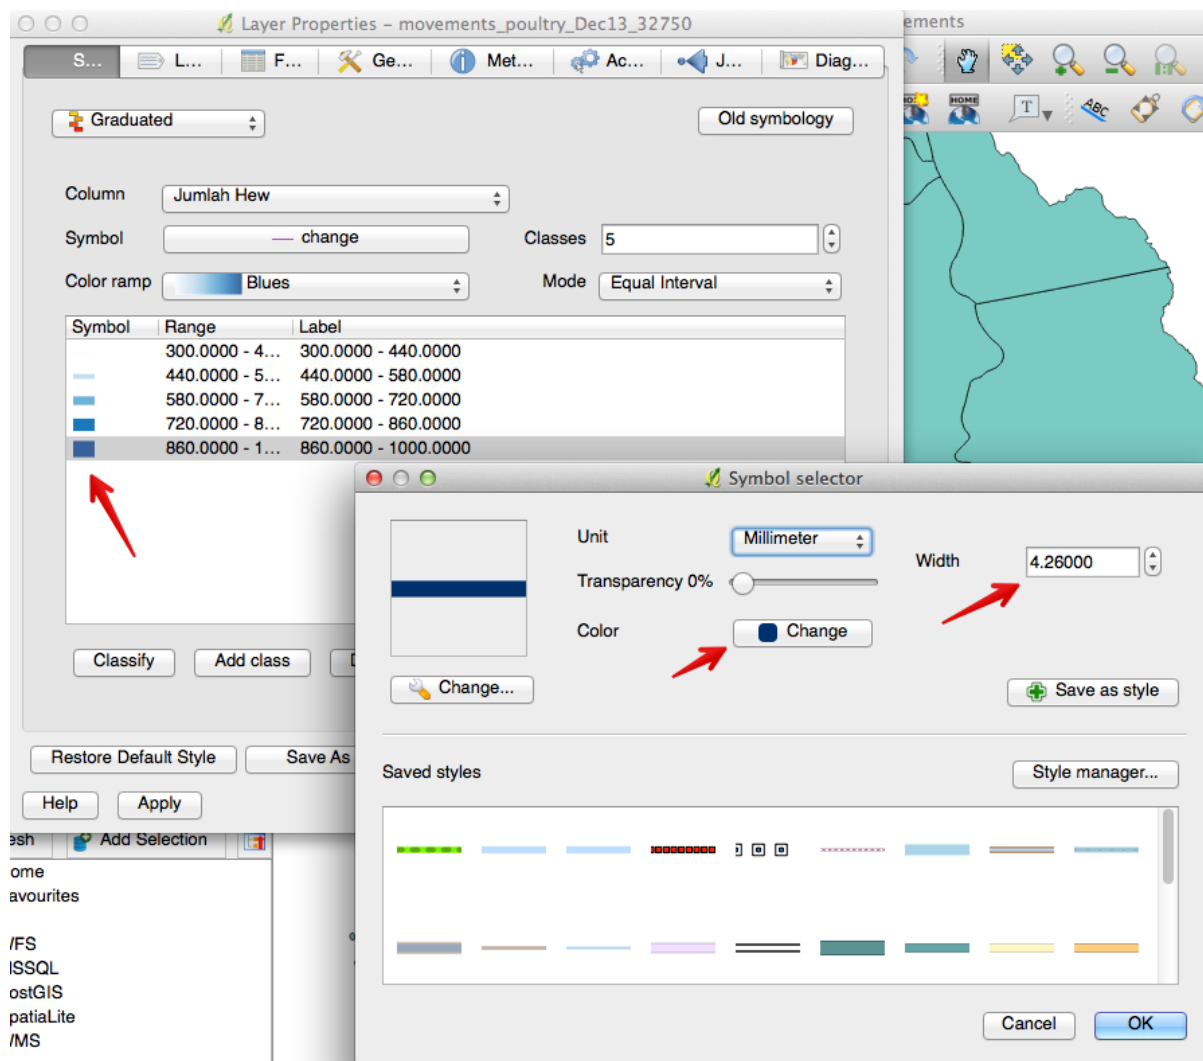 Layer Properties – movements_poultry_Dec13_32750
ements
S...
L...
F...
Ge...
Met...
Ac...
J...
Diag...
HOME
T
ABC
Graduated
Old symbology
Column
Jumlah Hew
Symbol
change
Classes
5
Color ramp
Blues
Mode
Equal Interval
Symbol Range Label
300.0000 - 4... 300.0000 - 440.0000
440.0000 - 5... 440.0000 - 580.0000
580.0000 - 7... 580.0000 - 720.0000
720.0000 - 8... 720.0000 - 860.0000
860.0000 - 1... 860.0000 - 1000.0000
Symbol selector
Unit
Millimeter
Width
4.26000
Transparency 0%
Color
Change
Classify
Add class
Change...
Save as style
Restore Default Style
Save As
Saved styles
Style manager...
Help
Apply
esh
Add Selection
ome
avourites
/FS
ISSQL
ostGIS
patiaLite
/MS
Cancel
OK